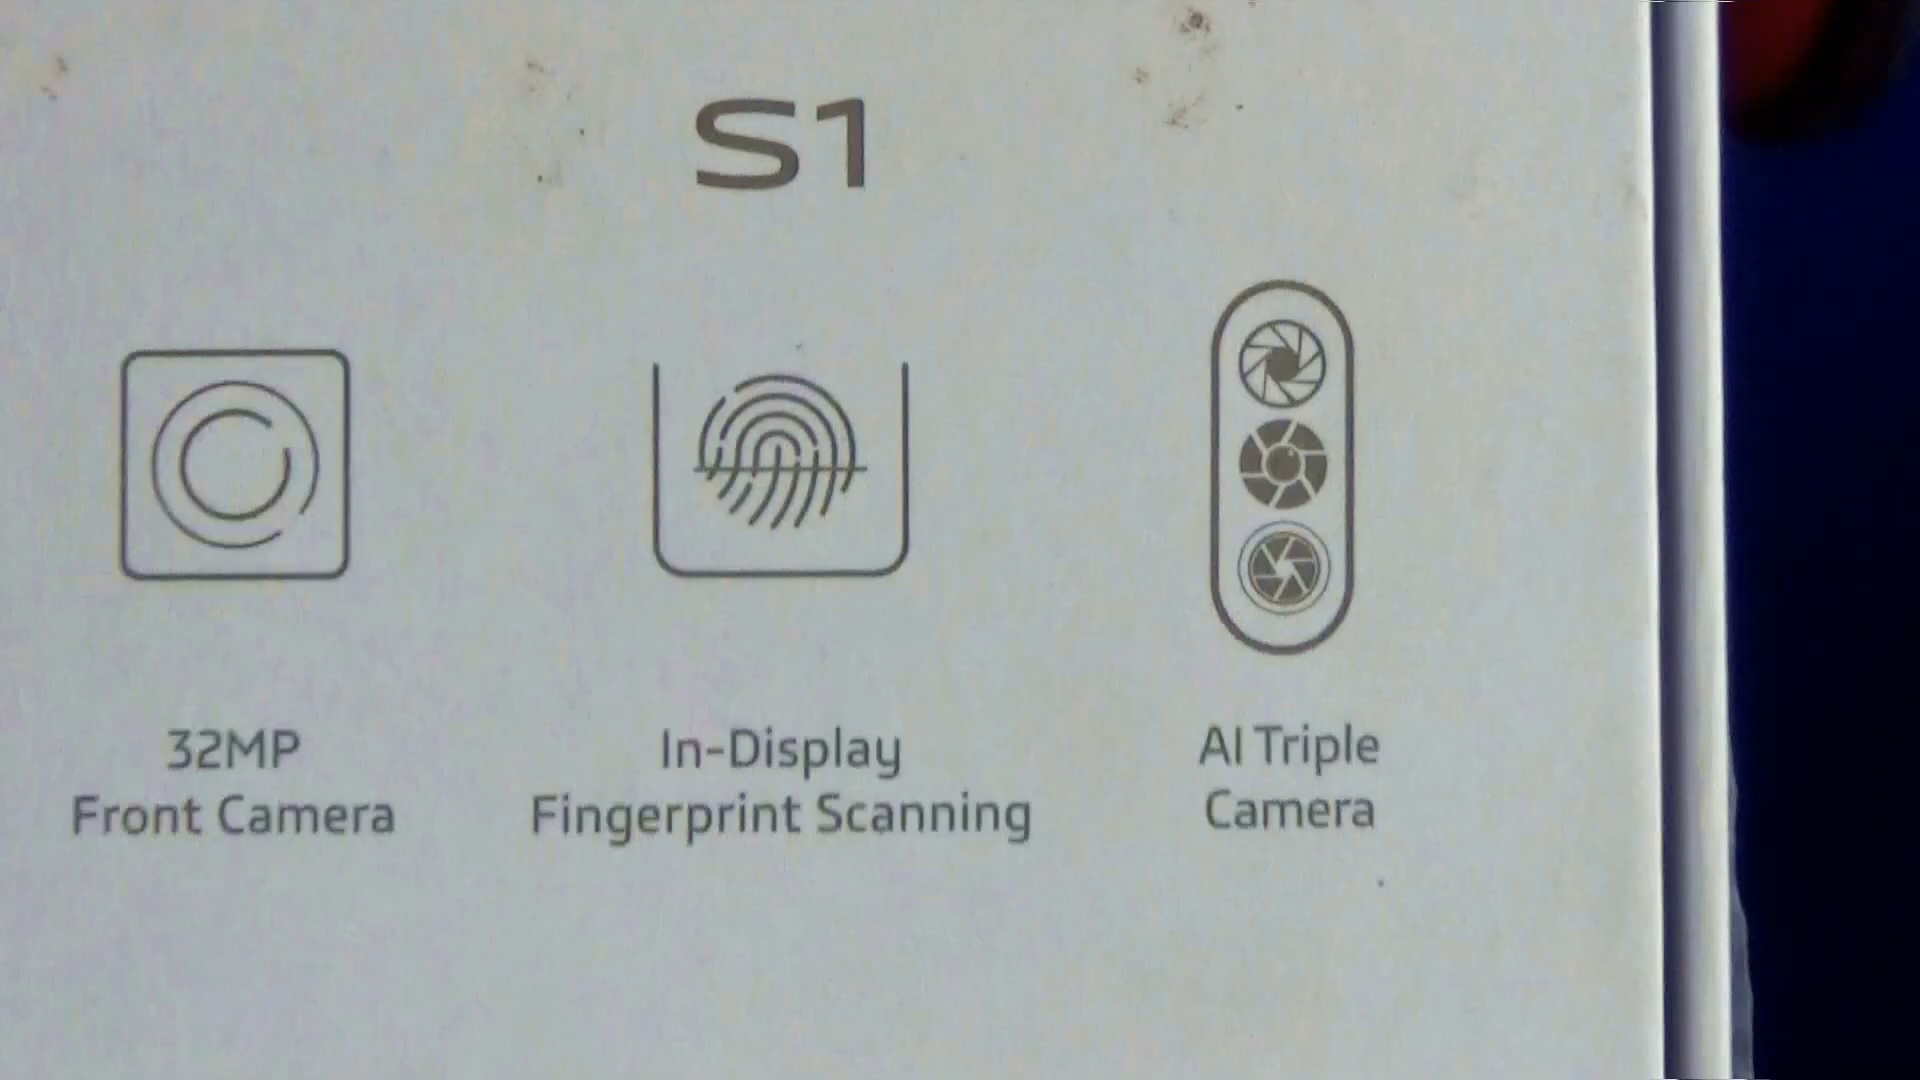 S1
32MP
Front Camera
In-Display
Fingerprint Scanning
AI Triple
Camera